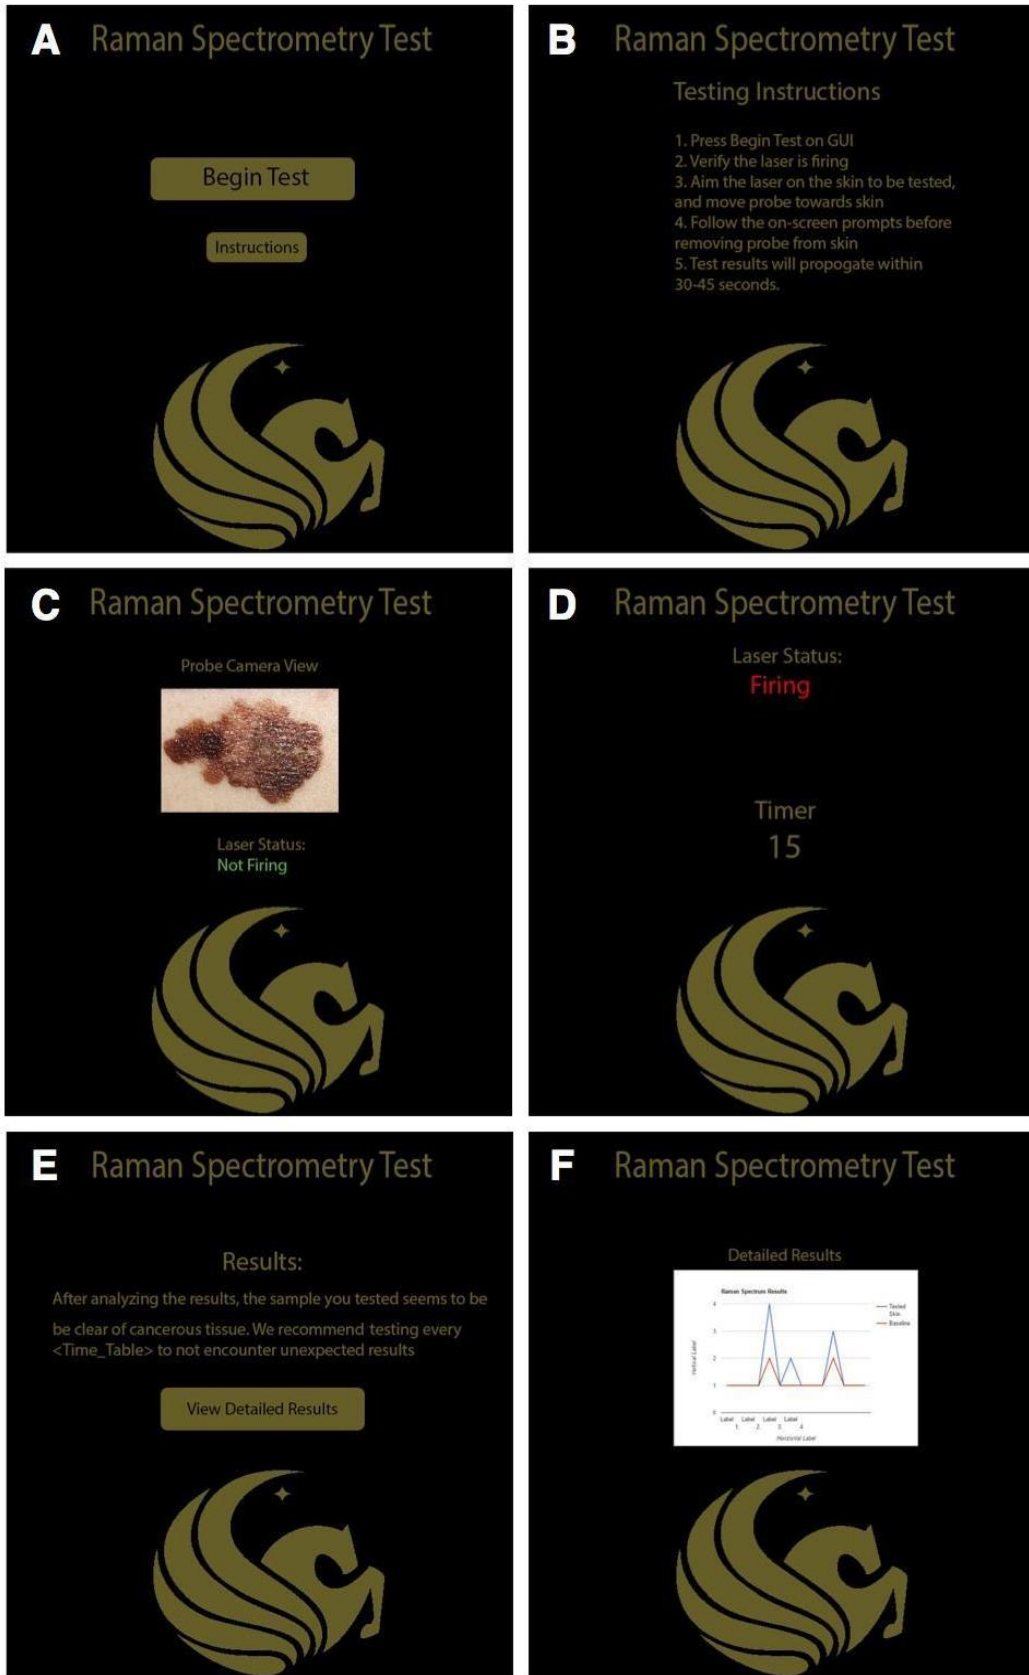 A Raman Spectrometry Test
Begin Test
Instructions
B Raman Spectrometry Test
Testing Instructions
1. Press Begin Test on GUI
2. Verify the laser is firing
3. Aim the laser on the skin to be tested,
and move probe towards skin
4. Follow the on-screen prompts before
removing probe from skin
5. Test results will propogate within
30-45 seconds.
C Raman Spectrometry Test
Probe Camera View
Laser Status:
Not Firing
D Raman Spectrometry Test
Laser Status:
Firing
Timer
15
E Raman Spectrometry Test
Results:
After analyzing the results, the sample you tested seems to be
be clear of cancerous tissue. We recommend testing every
<Time_Table> to not encounter unexpected results
View Detailed Results
F Raman Spectrometry Test
Detailed Results
Raman Spectrum Results
Vertical Label
4
3
2
1
0
Tested
Skin
Baseline
Label Label Label Label
1 2 3 4
Horizontal Label